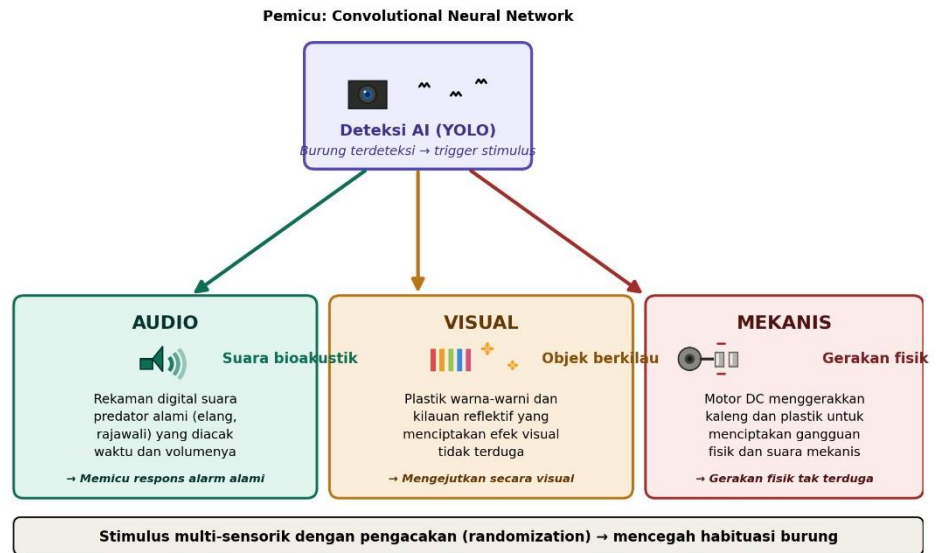 Pemicu: Convolutional Neural Network
Deteksi AI (YOLO)
Burung terdeteksi → trigger stimulus
AUDIO
Suara bioakustik
Rekaman digital suara
predator alami (elang,
rajawali) yang diacak
waktu dan volumenya
→ Memicu respons alarm alami
VISUAL
Objek berkilau
Plastik warna-warni dan
kilauan reflektif yang
menciptakan efek visual
tidak terduga
→ Mengejutkan secara visual
MEKANIS
Gerakan fisik
Motor DC menggerakkan
kaleng dan plastik untuk
menciptakan gangguan
fisik dan suara mekanis
→ Gerakan fisik tak terduga
Stimulus multi-sensorik dengan pengacakan (randomization) → mencegah habituasi burung